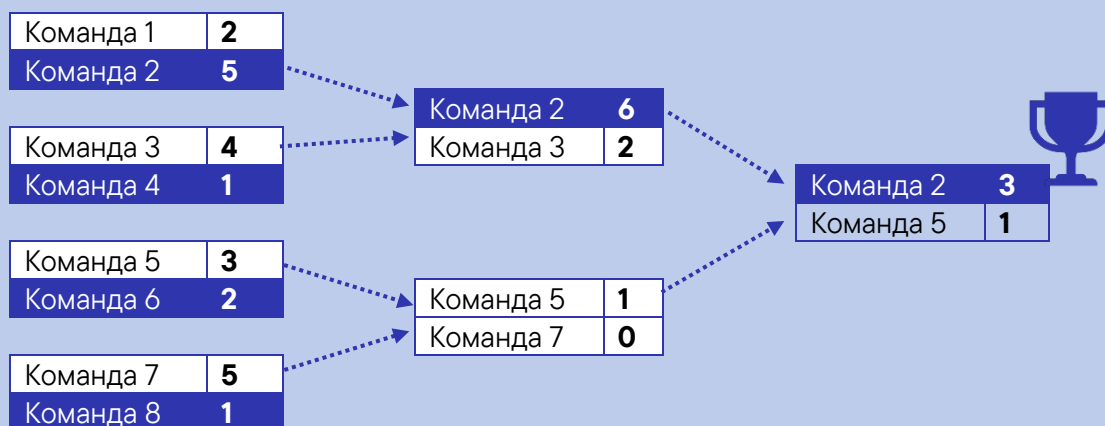 Команда 1 2
Команда 2 5
Команда 3 4
Команда 4 1
Команда 5 3
Команда 6 2
Команда 7 5
Команда 8 1
Команда 2 6
Команда 3 2
Команда 5 1
Команда 7 0
Команда 2 3
Команда 5 1